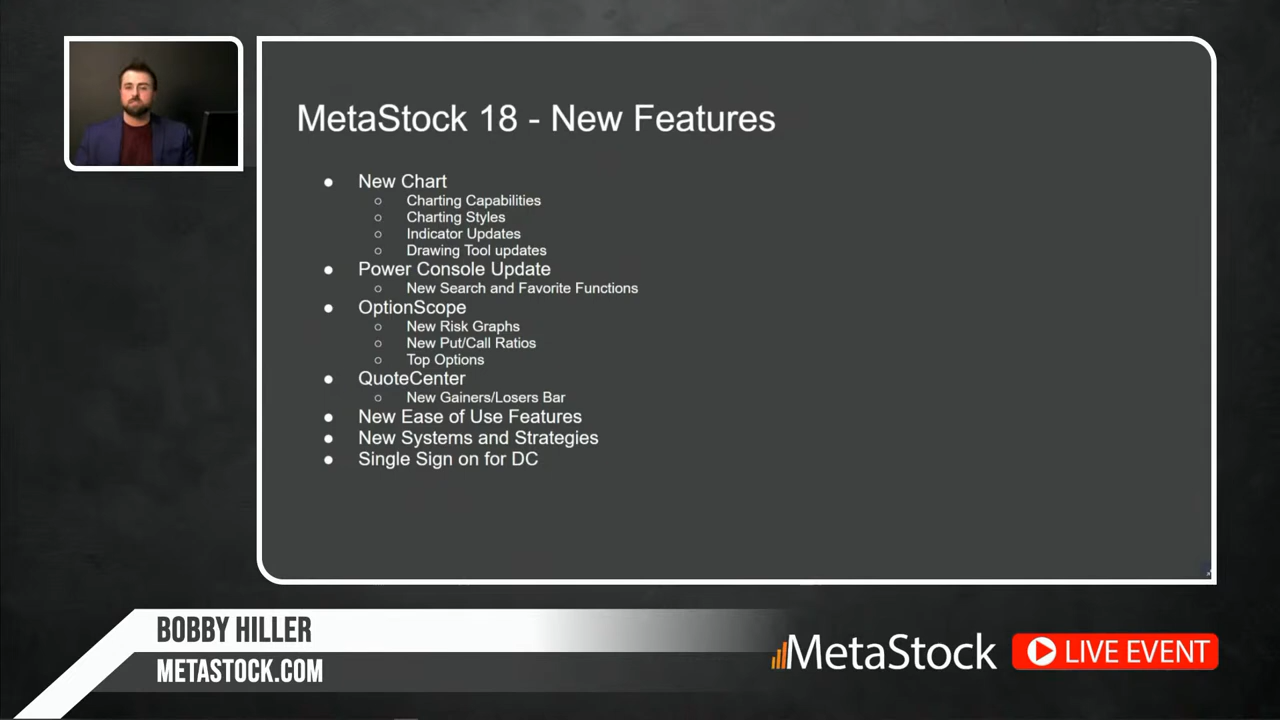 MetaStock 18 - New Features
● New Chart
○ Charting Capabilities
○ Charting Styles
○ Indicator Updates
○ Drawing Tool updates
● Power Console Update
○ New Search and Favorite Functions
● OptionScope
○ New Risk Graphs
○ New Put/Call Ratios
○ Top Options
● QuoteCenter
○ New Gainers/Losers Bar
● New Ease of Use Features
● New Systems and Strategies
● Single Sign on for DC
BOBBY HILLER
METASTOCK.COM
MetaStock LIVE EVENT